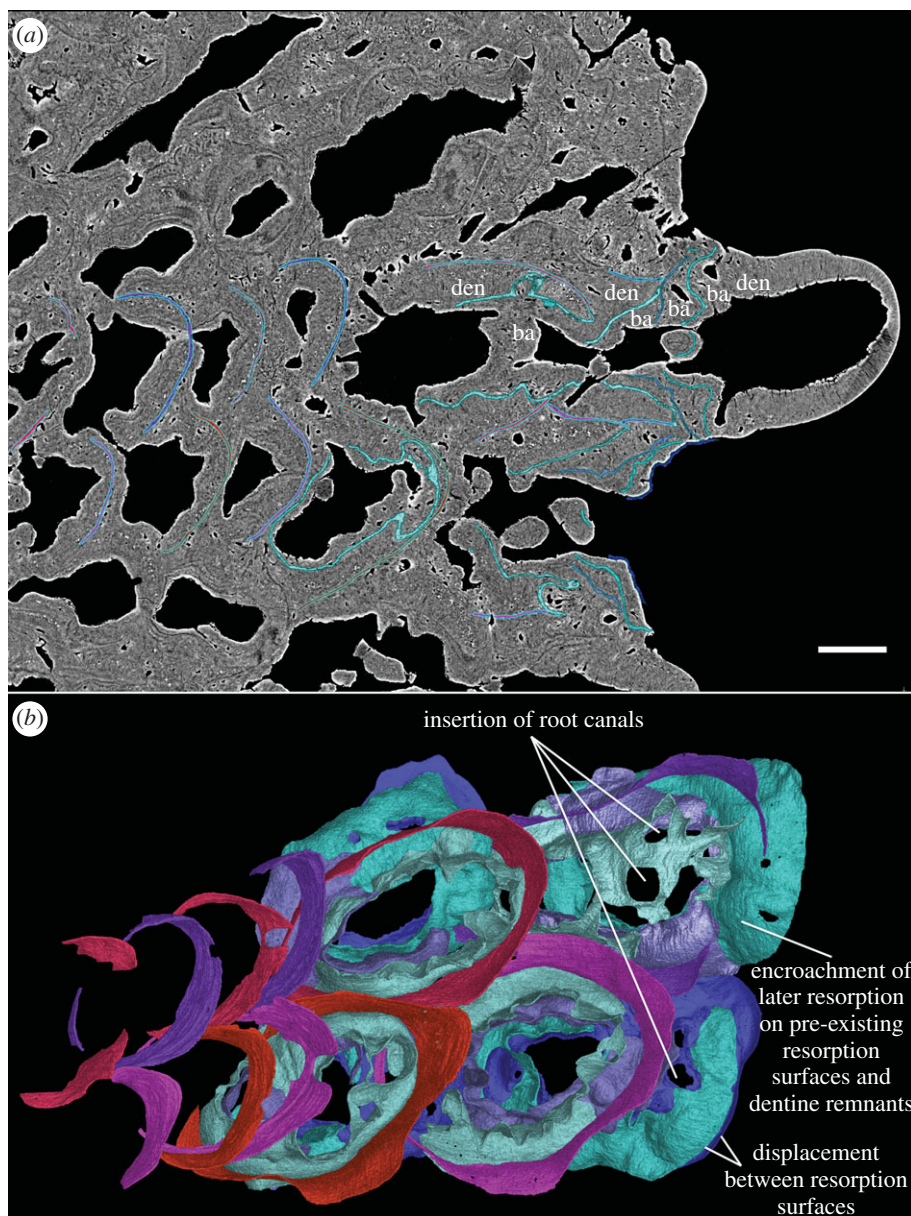 (a)
den
den
den
ba
ba
ba
ba
(b)
insertion of root canals
encroachment of
later resorption
on pre-existing
resorption
surfaces and
dentine remnants
displacement
between resorption
surfaces